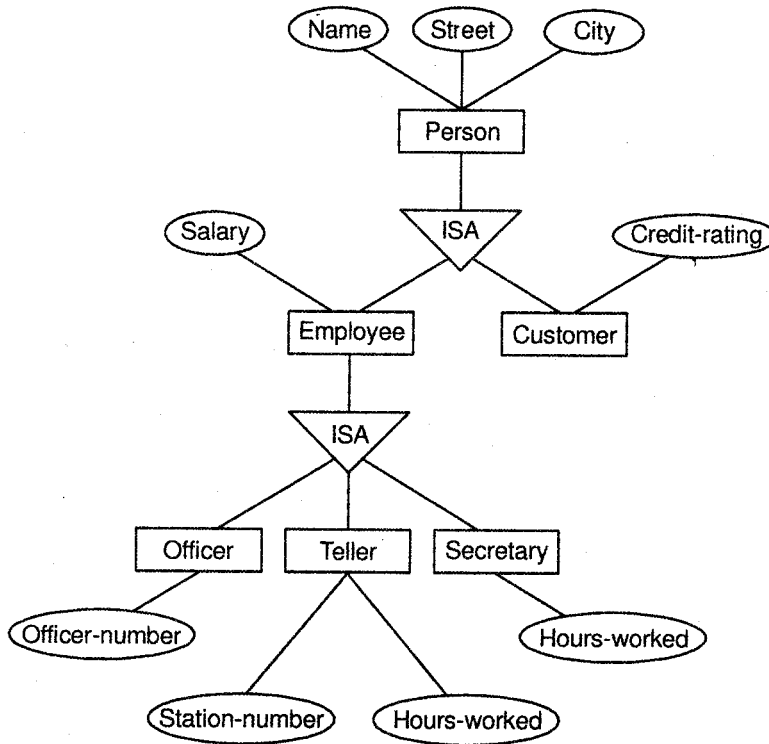 Name
Street
City
Person
ISA
Salary
Credit-rating
Employee
Customer
ISA
Officer
Teller
Secretary
Officer-number
Hours-worked
Station-number
Hours-worked